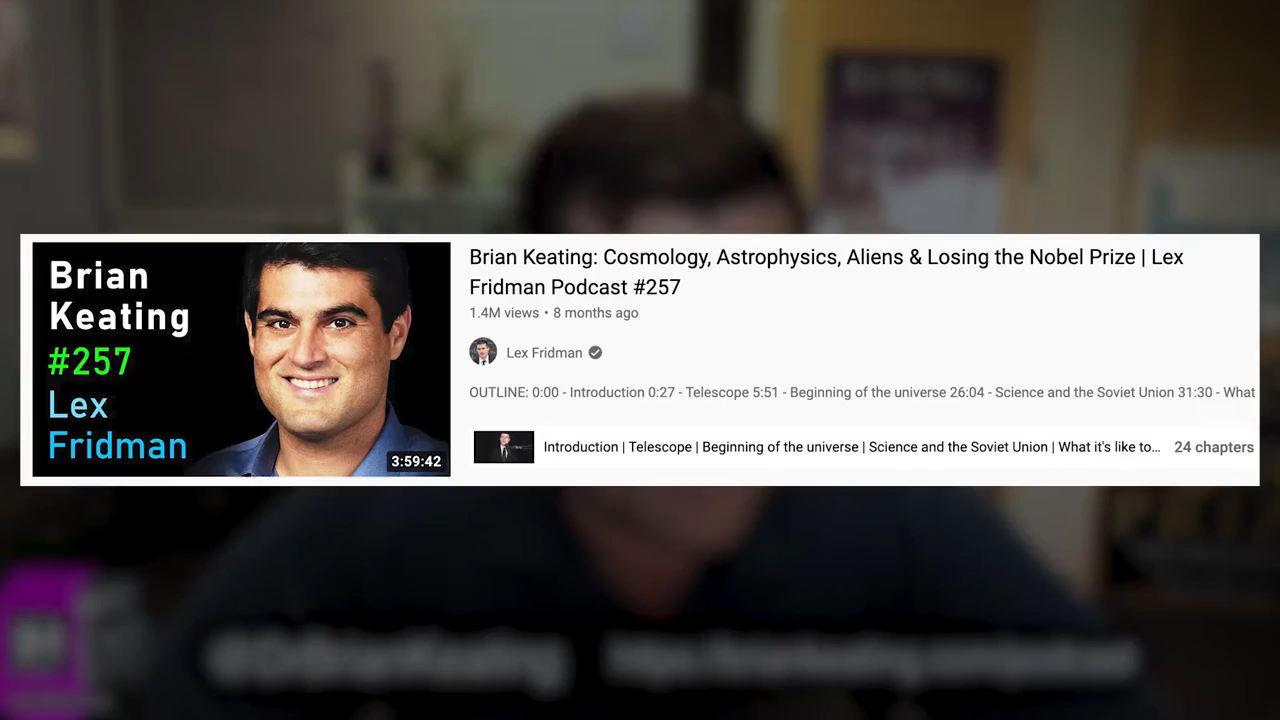 Brian
Keating
#257
Lex
Fridman
3:59:42
Brian Keating: Cosmology, Astrophysics, Aliens & Losing the Nobel Prize | Lex
Fridman Podcast #257
1.4M views • 8 months ago
Lex Fridman
OUTLINE: 0:00 - Introduction 0:27 - Telescope 5:51 - Beginning of the universe 26:04 - Science and the Soviet Union 31:30 - What
Introduction | Telescope | Beginning of the universe | Science and the Soviet Union | What it's like to...
24 chapters